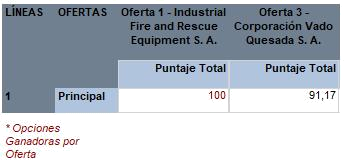 LÍNEAS OFERTAS Oferta 1 - Industrial Oferta 3 -
Fire and Rescue Corporación Vado
Equipment S. A. Quesada S. A.
Puntaje Total Puntaje Total
1 Principal 100 91,17
* Opciones
Ganadoras por
Oferta